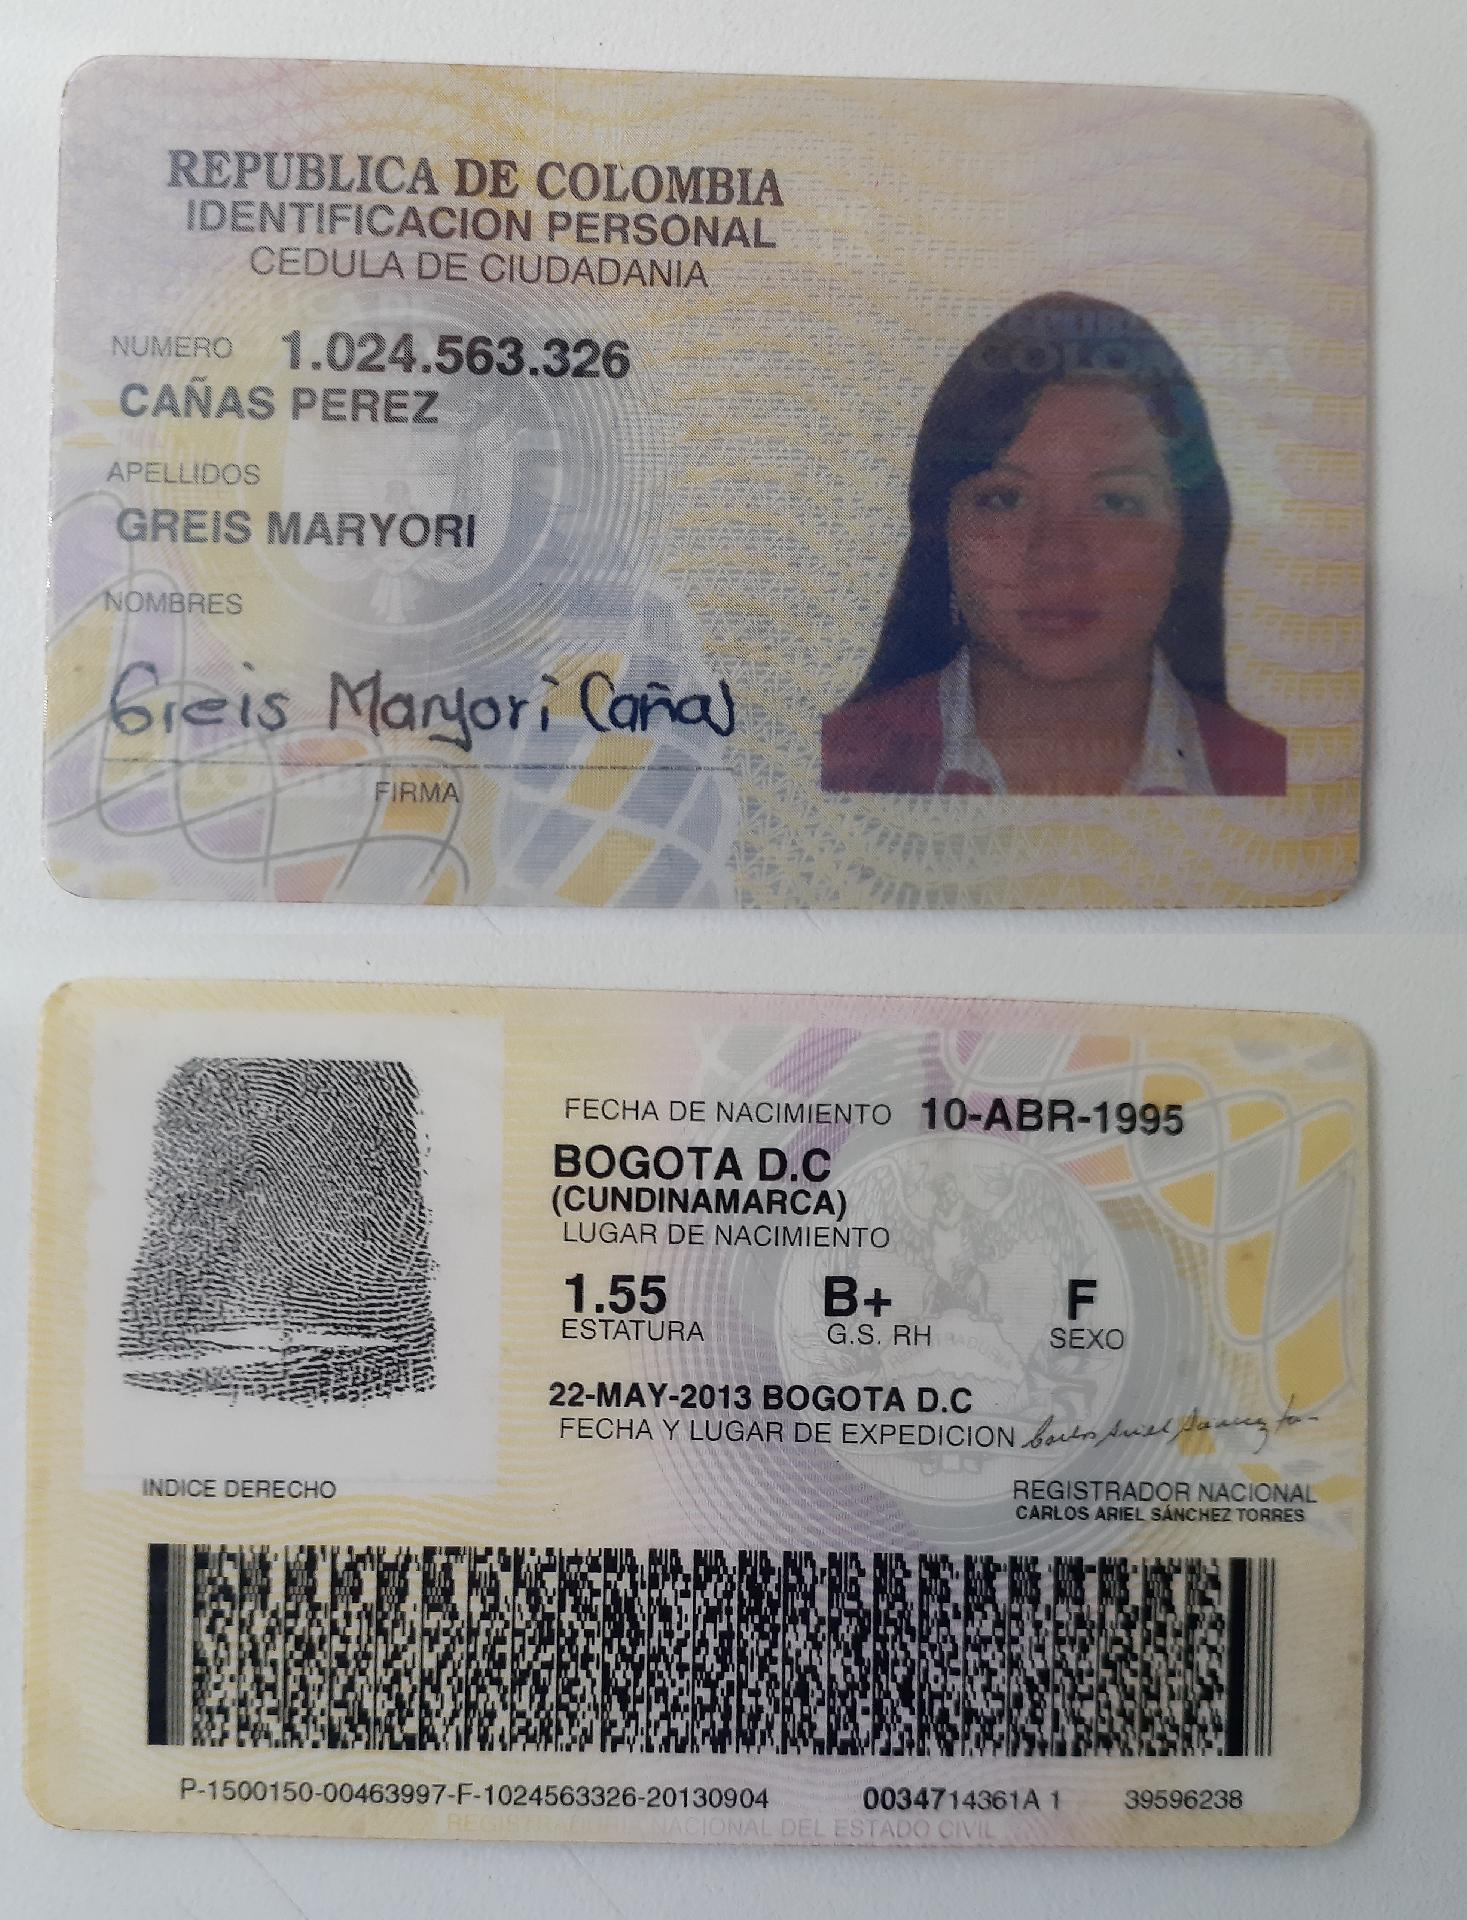 REPUBLICA DE COLOMBIA
IDENTIFICACION PERSONAL
CEDULA DE CIUDADANIA
NUMERO 1.024.563.326
CAÑAS PEREZ
APELLIDOS
GREIS MARYORI
NOMBRES
Greis Maryori Cañas
FIRMA
FECHA DE NACIMIENTO 10-ABR-1995
BOGOTA D.C
(CUNDINAMARCA)
LUGAR DE NACIMIENTO
1.55 B+ F
ESTATURA G.S. RH SEXO
22-MAY-2013 BOGOTA D.C
FECHA Y LUGAR DE EXPEDICION
INDICE DERECHO
REGISTRADOR NACIONAL
CARLOS ARIEL SÁNCHEZ TORRES
P-1500150-00463997-F-1024563326-20130904 0034714361A 1 39596238
REGISTRADURIA NACIONAL DEL ESTADO CIVIL